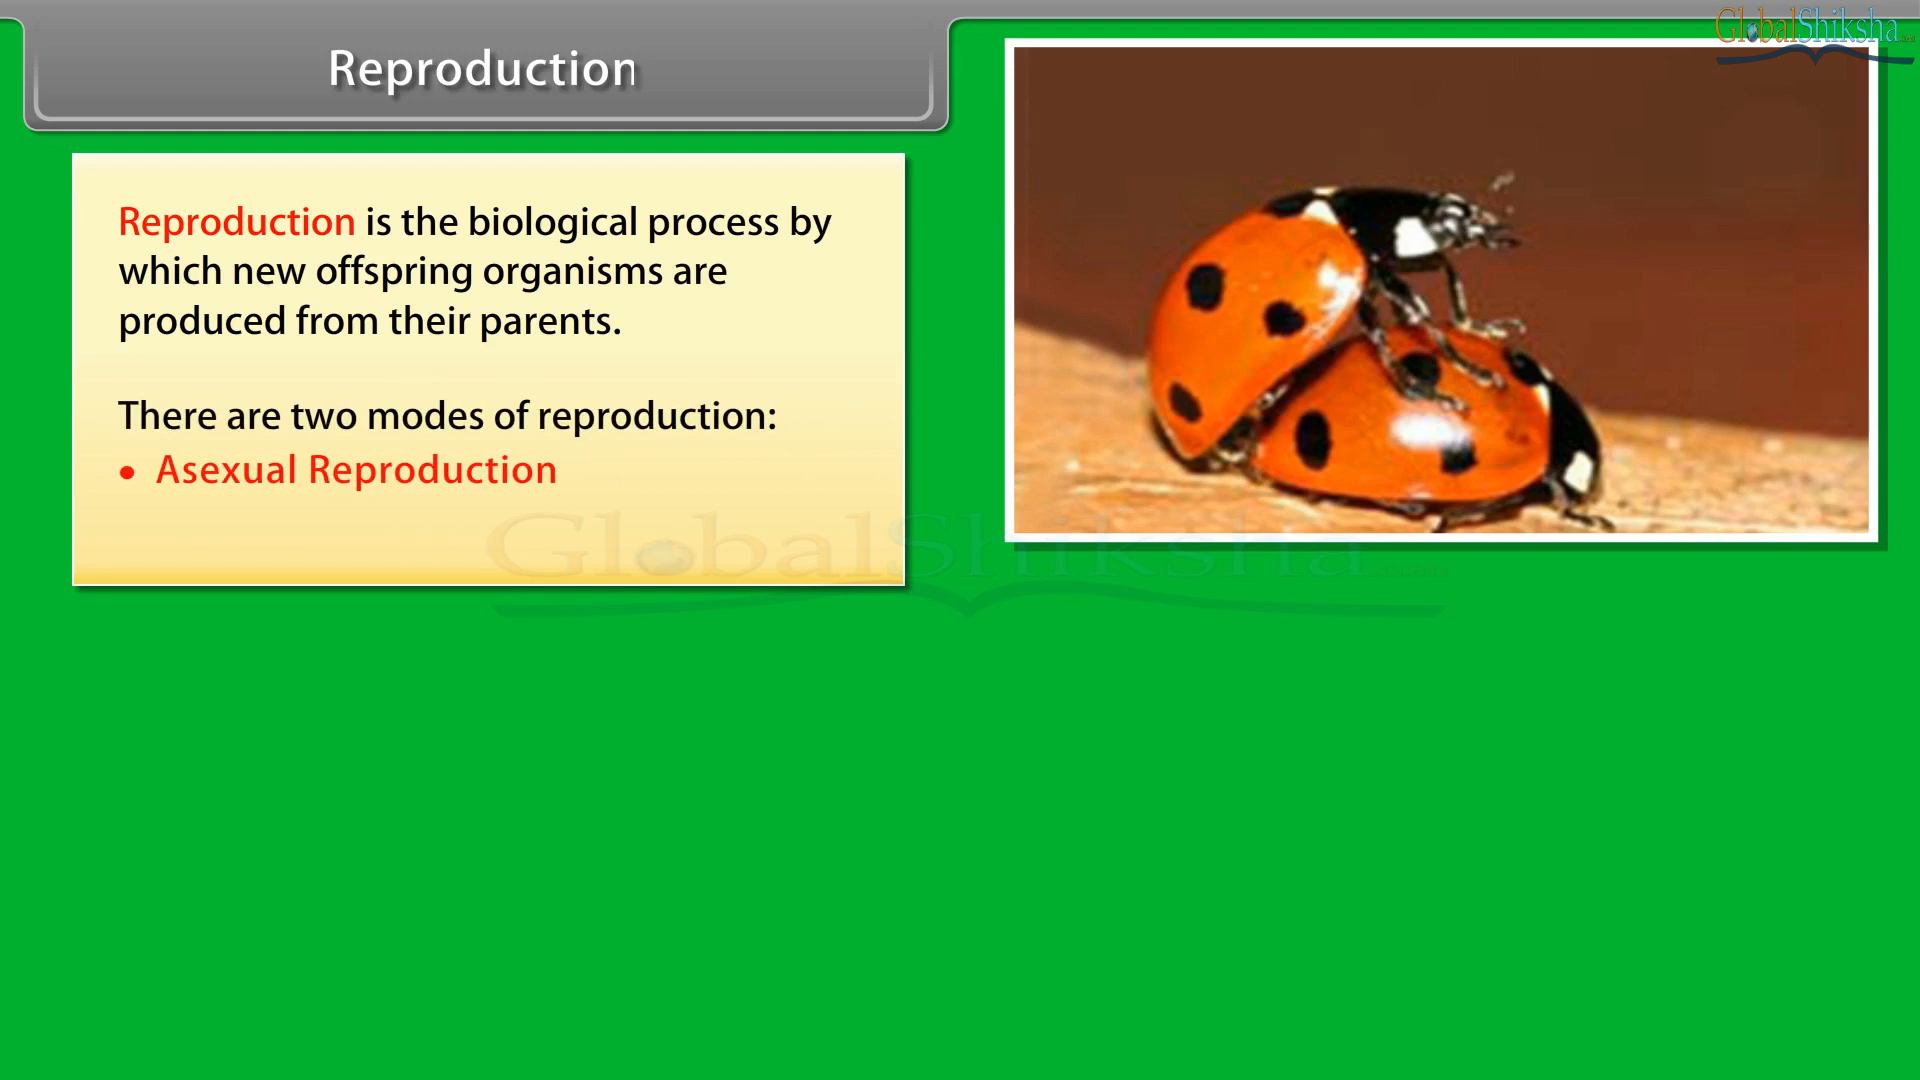 Reproduction
GlobalShiksha
Reproduction is the biological process by
which new offspring organisms are
produced from their parents.
There are two modes of reproduction:
• Asexual Reproduction
GlobalShiksha